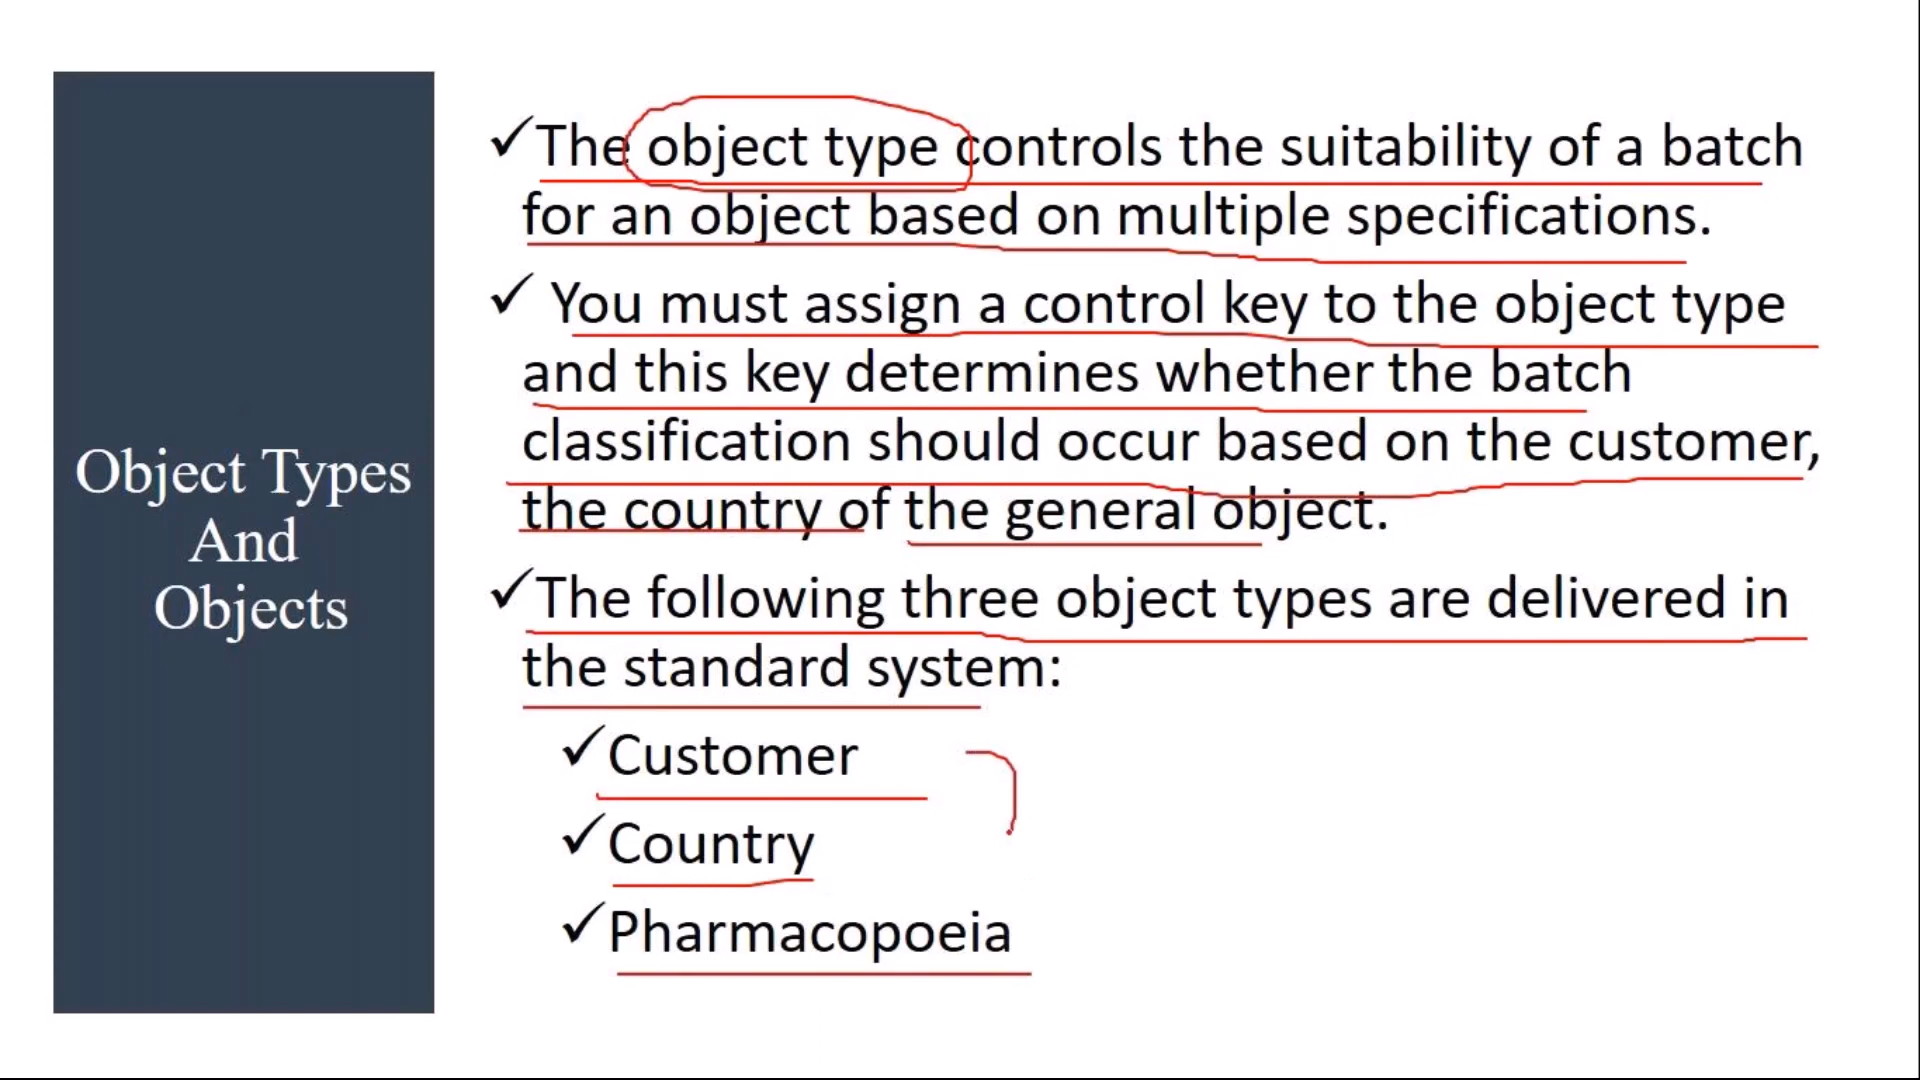 Object Types
And
Objects
✓The object type controls the suitability of a batch
for an object based on multiple specifications.
✓ You must assign a control key to the object type
and this key determines whether the batch
classification should occur based on the customer,
the country of the general object.
✓The following three object types are delivered in
the standard system:
✓Customer
✓Country
✓Pharmacopoeia